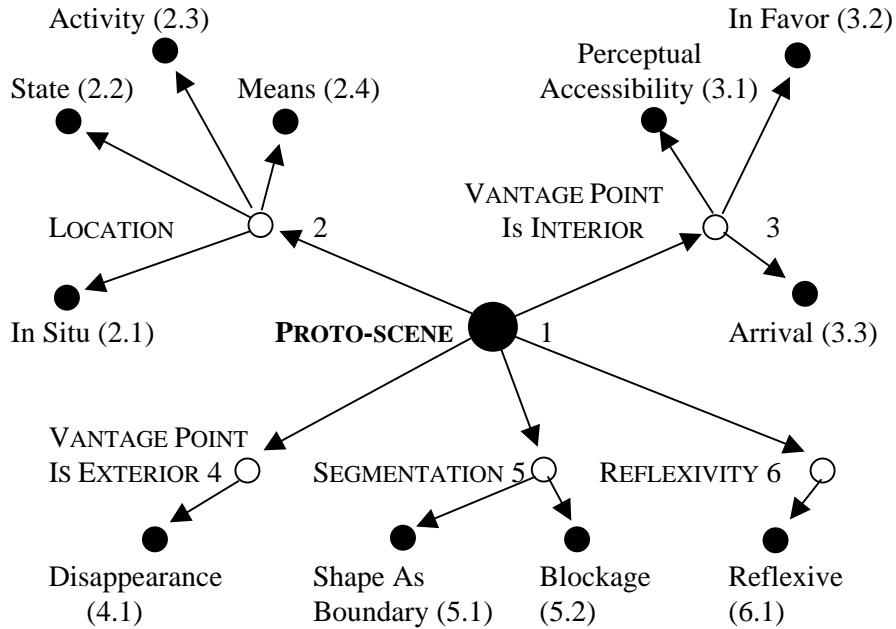 Activity (2.3)
In Favor (3.2)
Perceptual
Accessibility (3.1)
State (2.2)
Means (2.4)
VANTAGE POINT
IS INTERIOR 3
LOCATION 2
In Situ (2.1)
PROTO-SCENE 1
Arrival (3.3)
VANTAGE POINT
IS EXTERIOR 4
SEGMENTATION 5
REFLEXIVITY 6
Disappearance
(4.1)
Shape As
Boundary (5.1)
Blockage
(5.2)
Reflexive
(6.1)